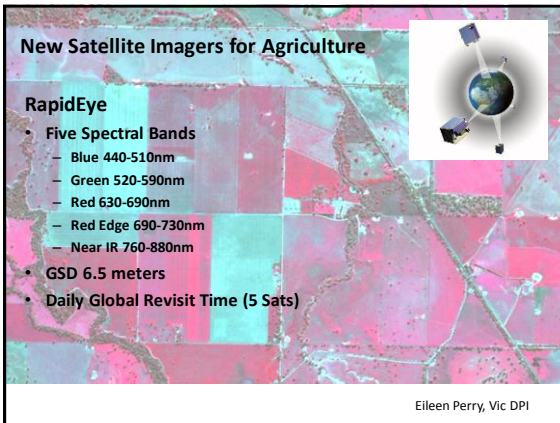 New Satellite Imagers for Agriculture
RapidEye
• Five Spectral Bands
– Blue 440-510nm
– Green 520-590nm
– Red 630-690nm
– Red Edge 690-730nm
– Near IR 760-880nm
• GSD 6.5 meters
• Daily Global Revisit Time (5 Sats)
Eileen Perry, Vic DPI